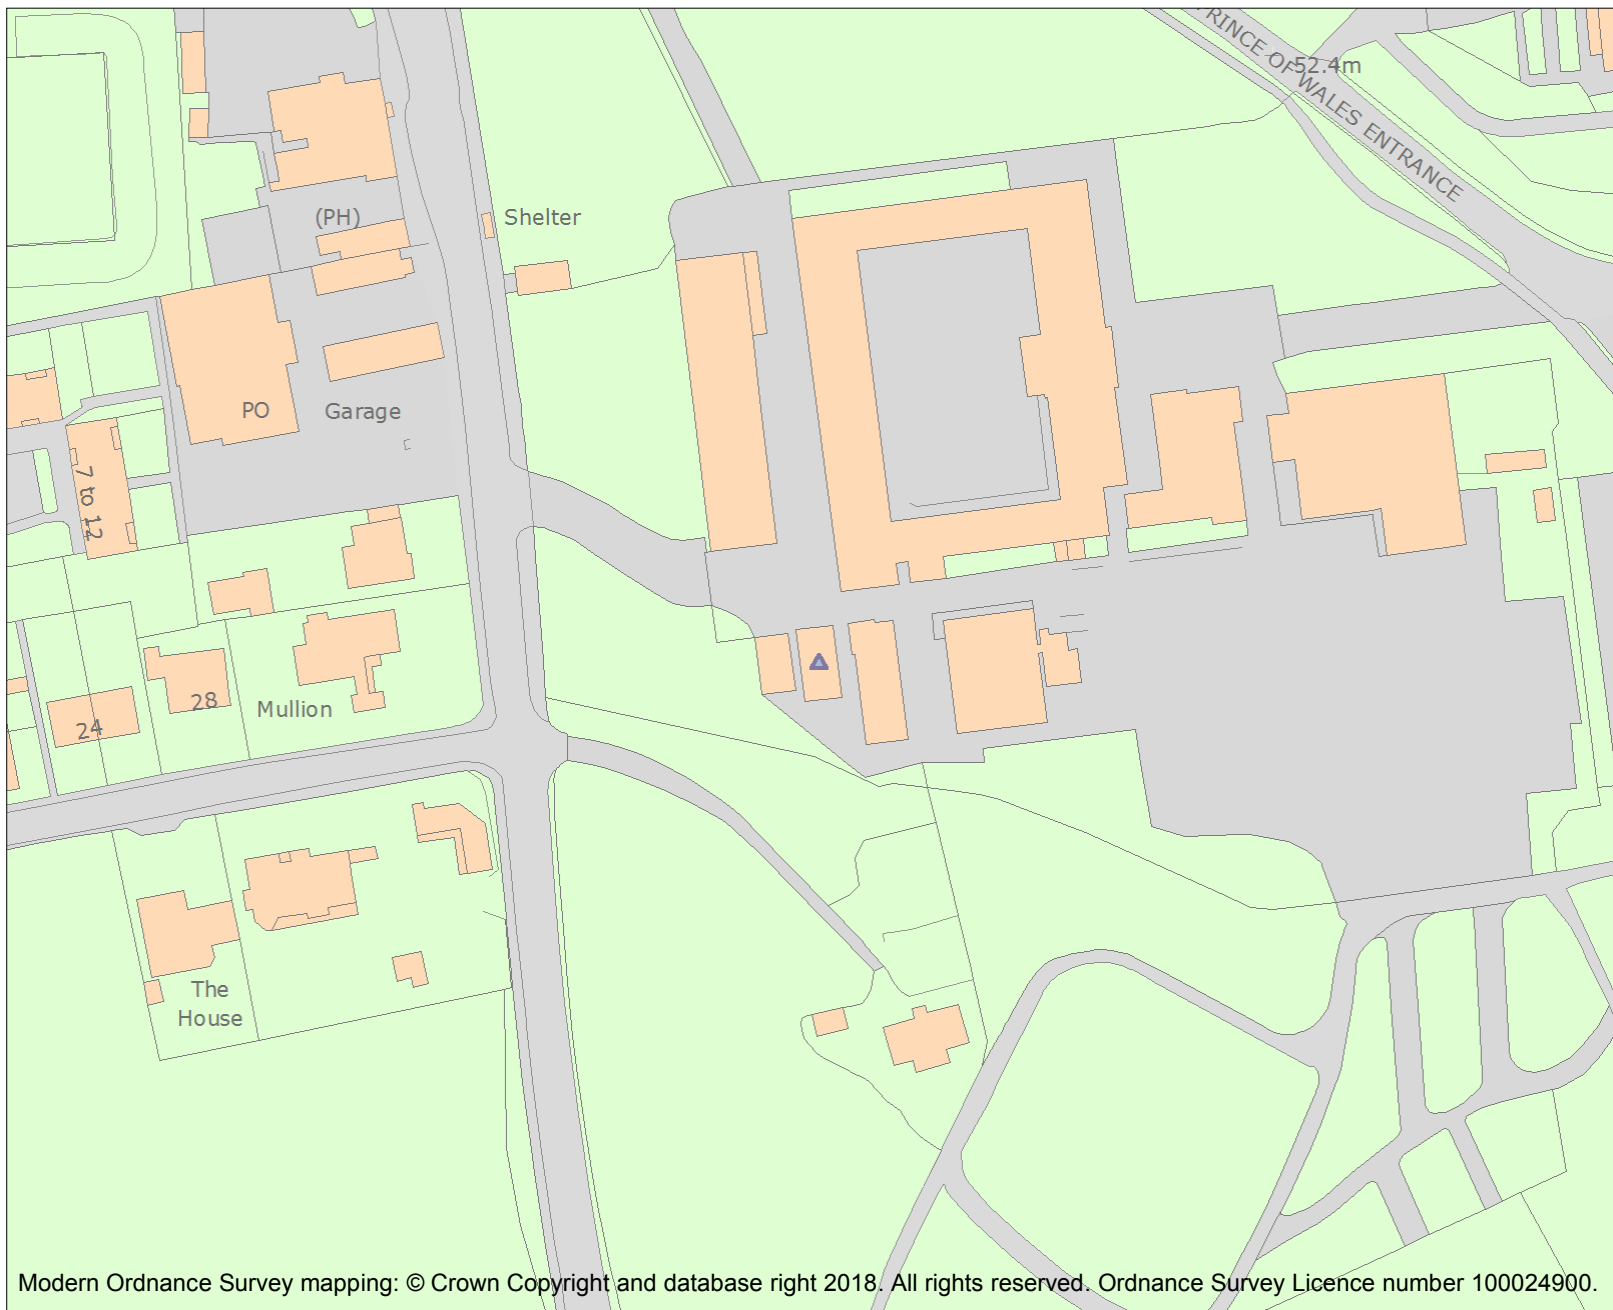 PRINCE OF WALES ENTRANCE
52.4m
(PH)
Shelter
PO
Garage
7 to 12
28
Mullion
24
The
House
Modern Ordnance Survey mapping: © Crown Copyright and database right 2018. All rights reserved. Ordnance Survey Licence number 100024900.